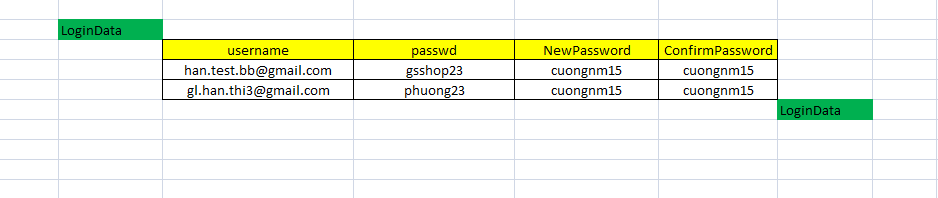 LoginData
username passwd NewPassword ConfirmPassword
han.test.bb@gmail.com gsshop23 cuongnm15 cuongnm15
gl.han.thi3@gmail.com phuong23 cuongnm15 cuongnm15
LoginData